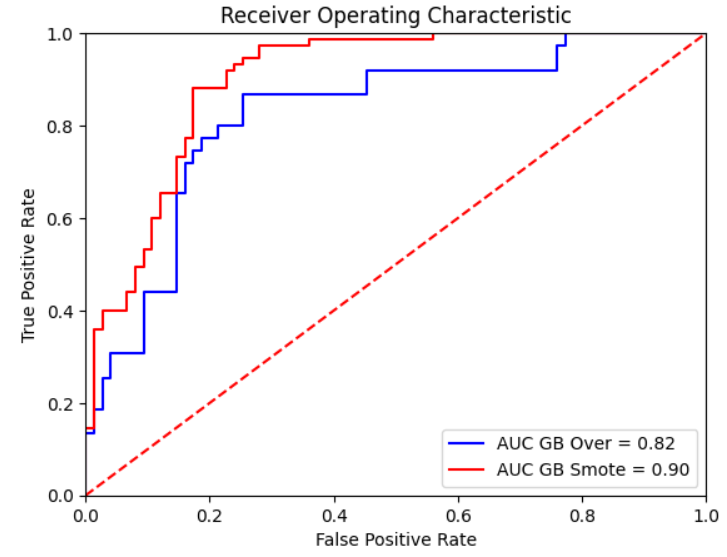 Receiver Operating Characteristic
1.0
0.8
0.6
0.4
0.2
0.0
True Positive Rate
AUC GB Over = 0.82
AUC GB Smote = 0.90
0.0 0.2 0.4 0.6 0.8 1.0
False Positive Rate